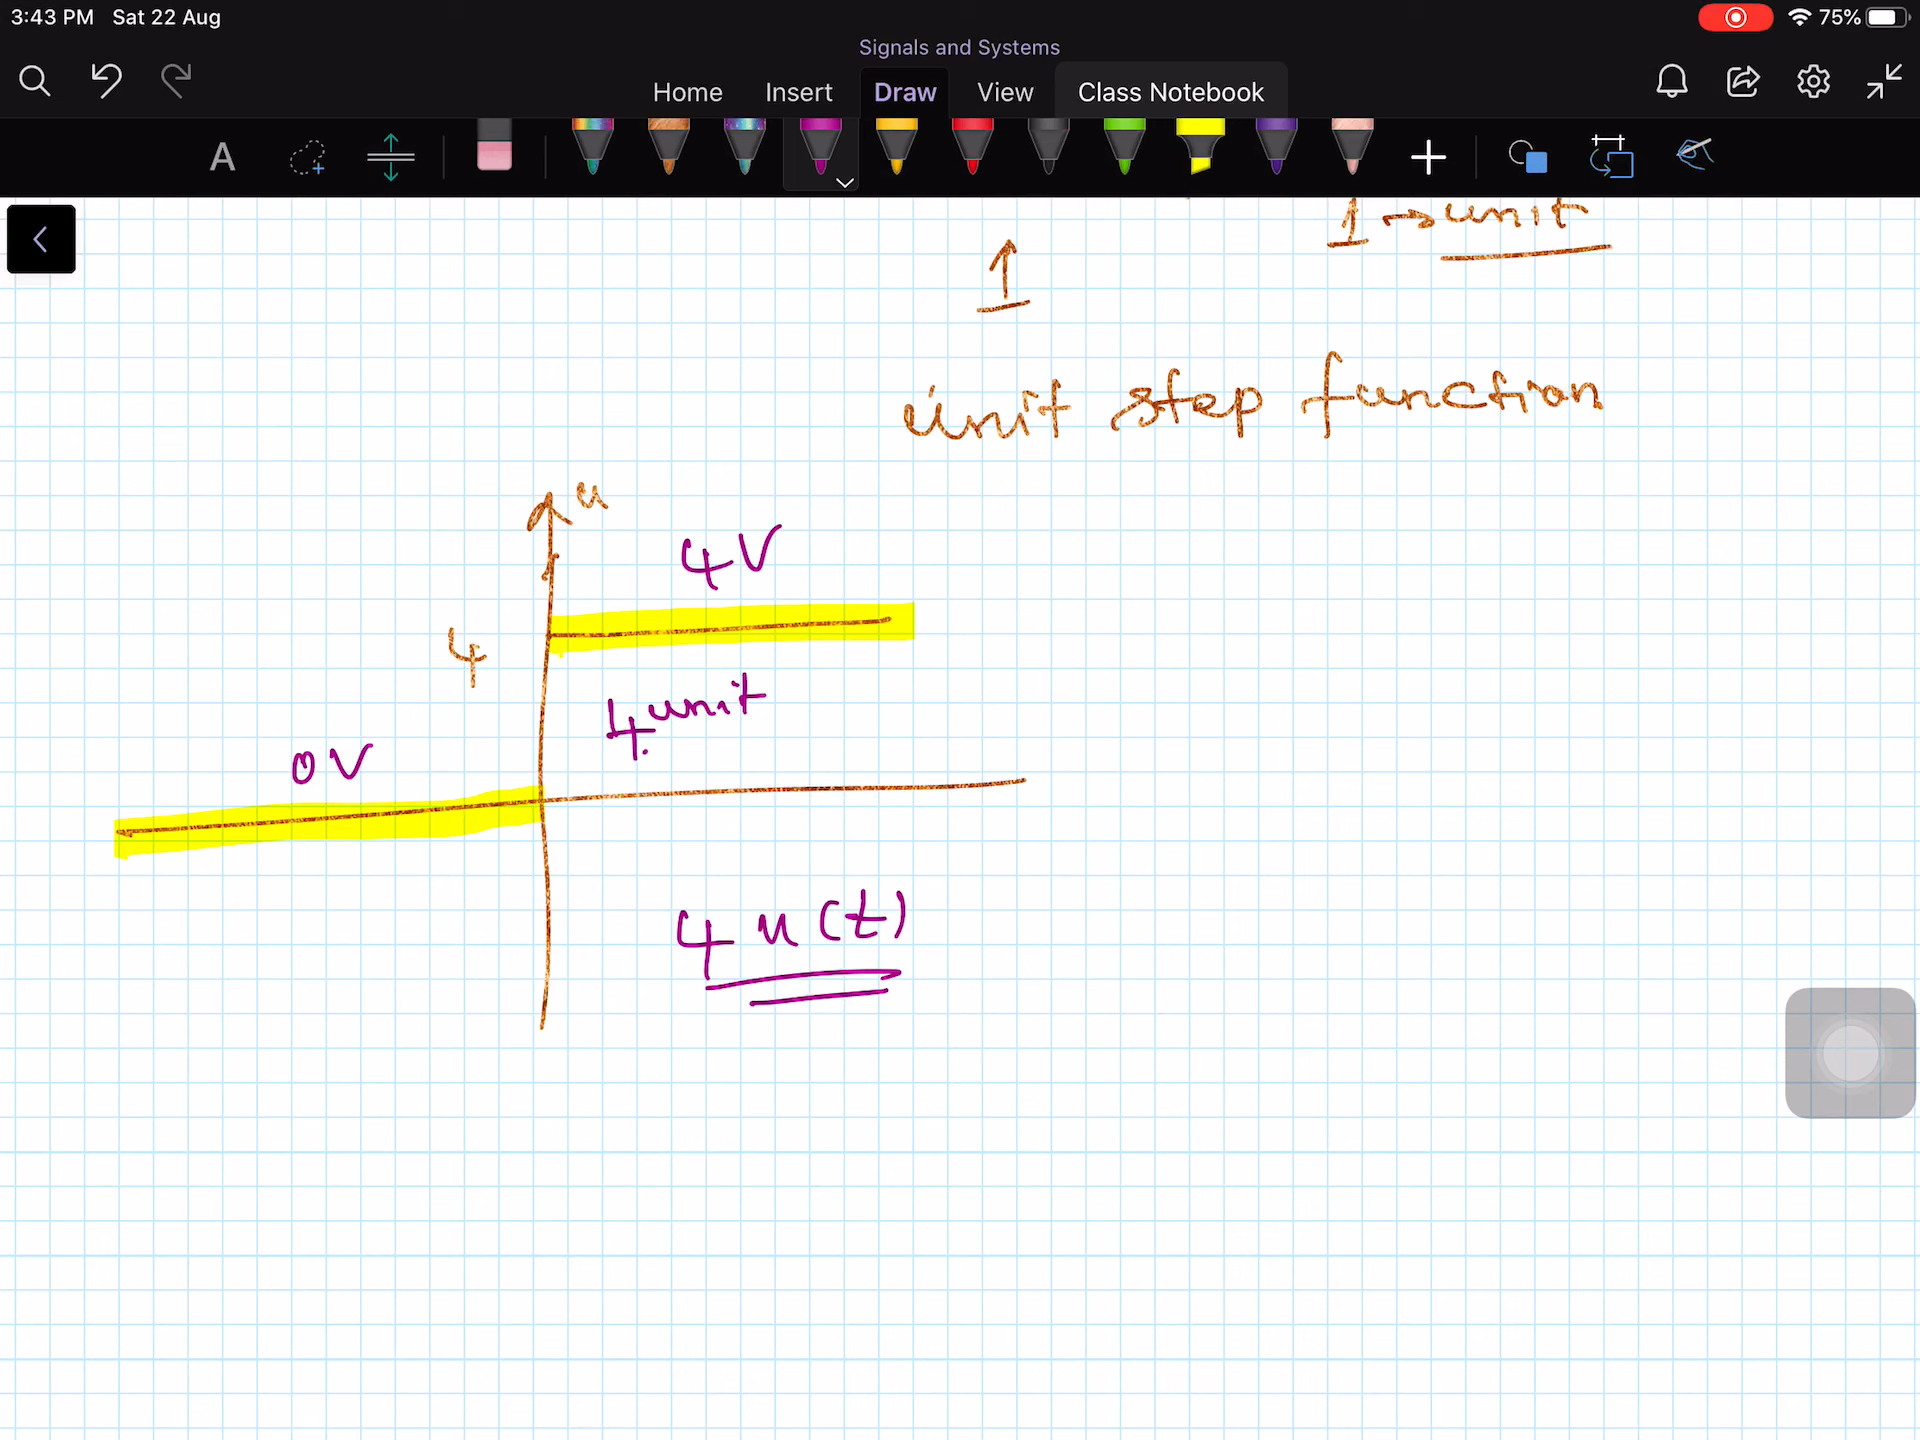 3:43 PM Sat 22 Aug
75%
Signals and Systems
Home Insert Draw View Class Notebook
A
1 → unit
1
unit step function
u
4V
4
4 unit
0V
4 u(t)